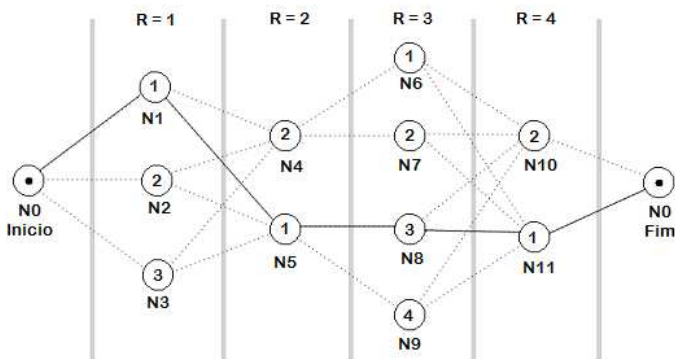 R = 1 R = 2 R = 3 R = 4
1
N6
1
N1
2
N4
2
N7
2
N10
N0
Inicio
2
N2
N0
Fim
1
N5
3
N8
1
N11
3
N3
4
N9